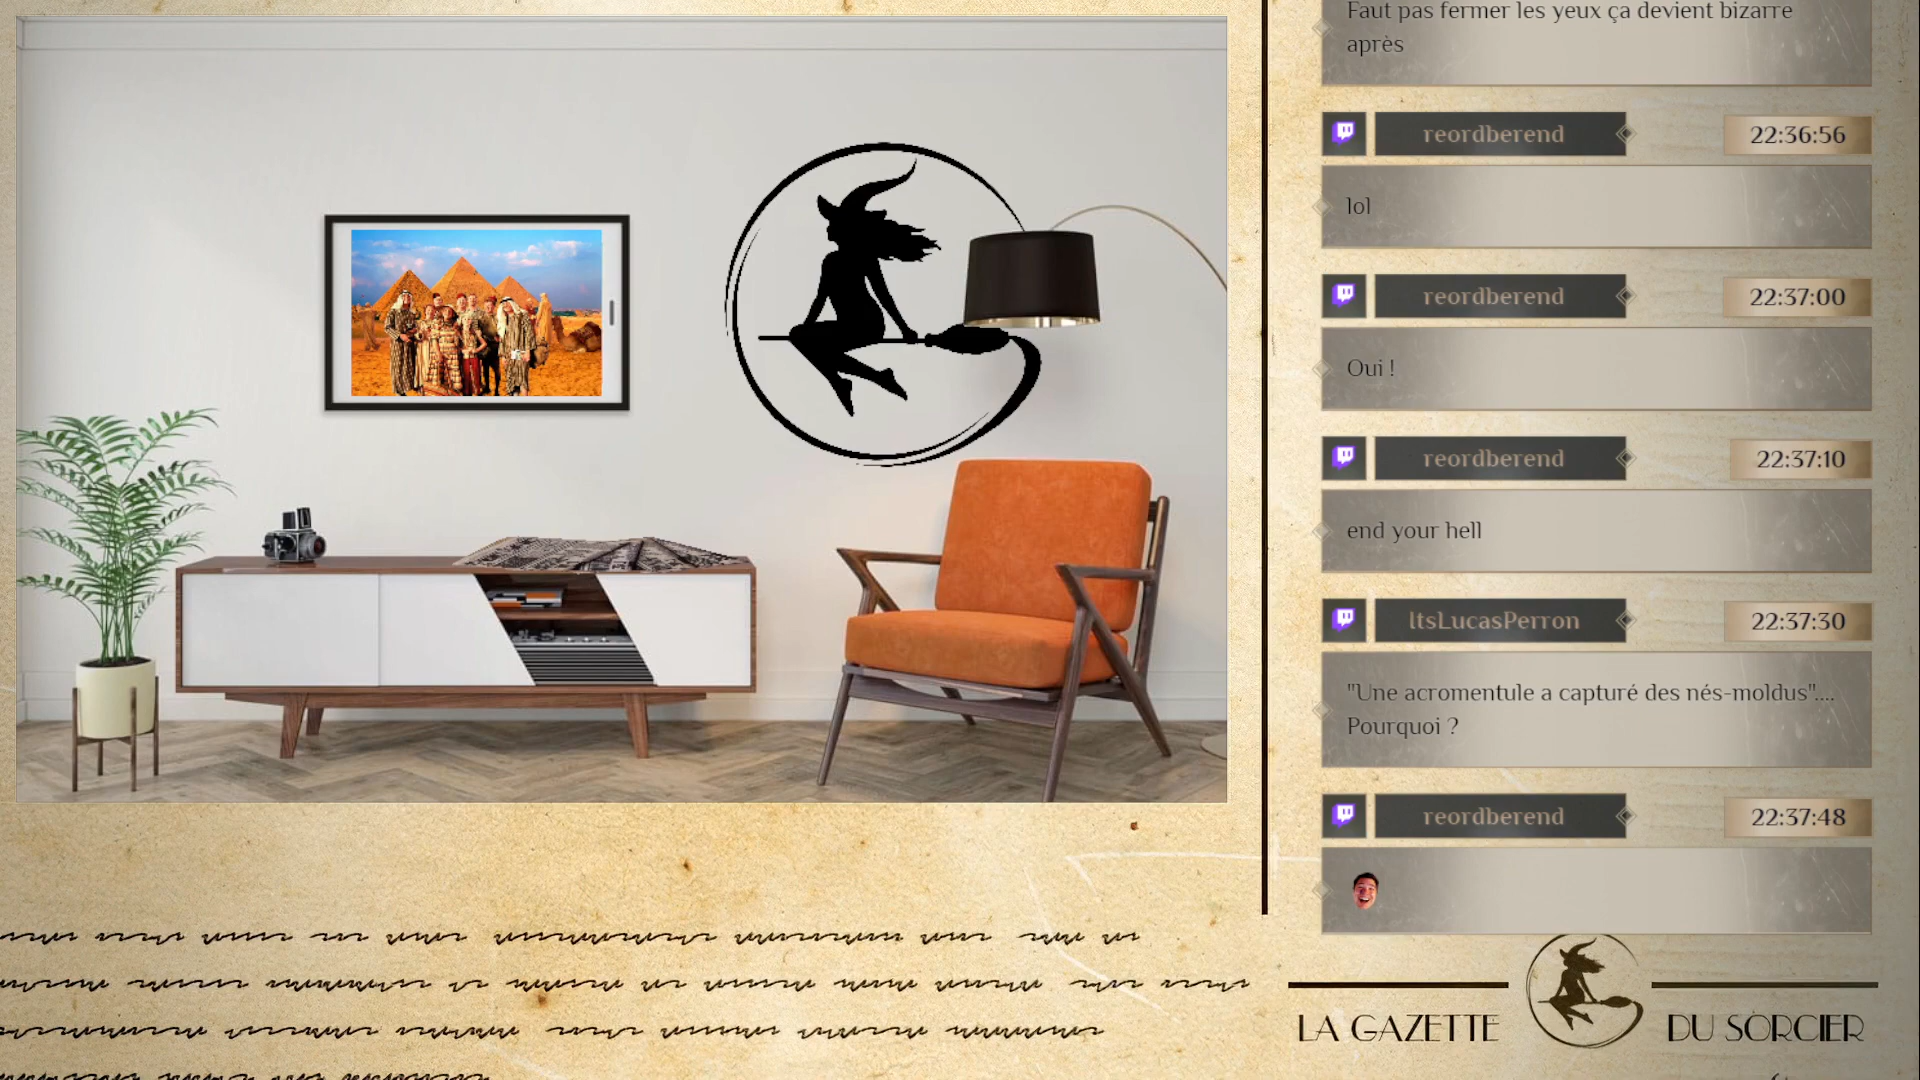 Faut pas fermer les yeux ça devient bizarre
après
reordberend
22:36:56
lol
reordberend
22:37:00
Oui !
reordberend
22:37:10
end your hell
ItsLucasPerron
22:37:30
"Une acromentule a capturé des nés-moldus"....
Pourquoi ?
reordberend
22:37:48
LA GAZETTE DU SORCIER